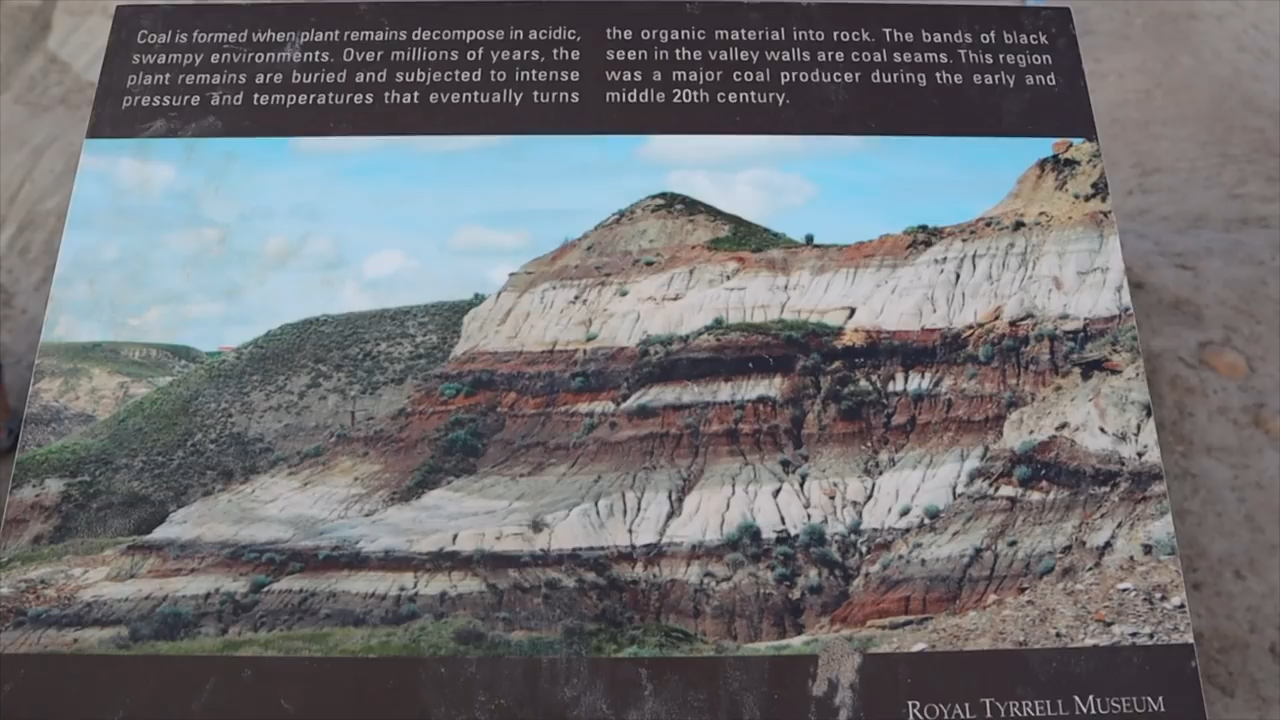 Coal is formed when plant remains decompose in acidic,
swampy environments. Over millions of years, the
plant remains are buried and subjected to intense
pressure and temperatures that eventually turns
the organic material into rock. The bands of black
seen in the valley walls are coal seams. This region
was a major coal producer during the early and
middle 20th century.
ROYAL TYRRELL MUSEUM